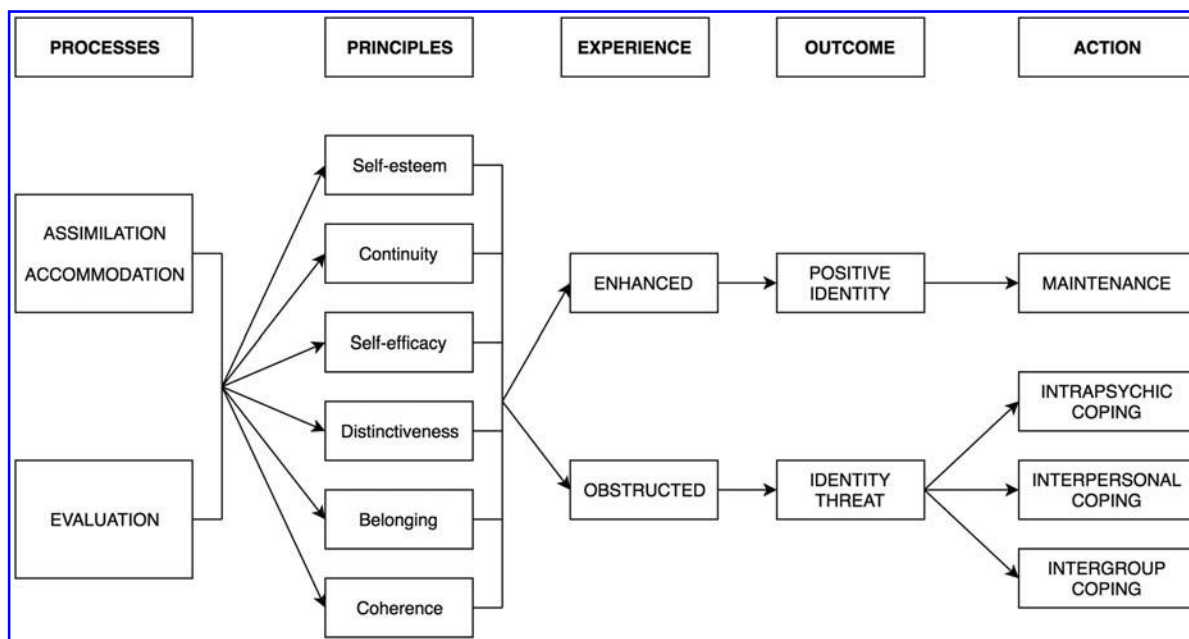 PROCESSES
PRINCIPLES
EXPERIENCE
OUTCOME
ACTION
ASSIMILATION
ACCOMMODATION
EVALUATION
Self-esteem
Continuity
Self-efficacy
Distinctiveness
Belonging
Coherence
ENHANCED
OBSTRUCTED
POSITIVE
IDENTITY
IDENTITY
THREAT
MAINTENANCE
INTRAPSYCHIC
COPING
INTERPERSONAL
COPING
INTERGROUP
COPING